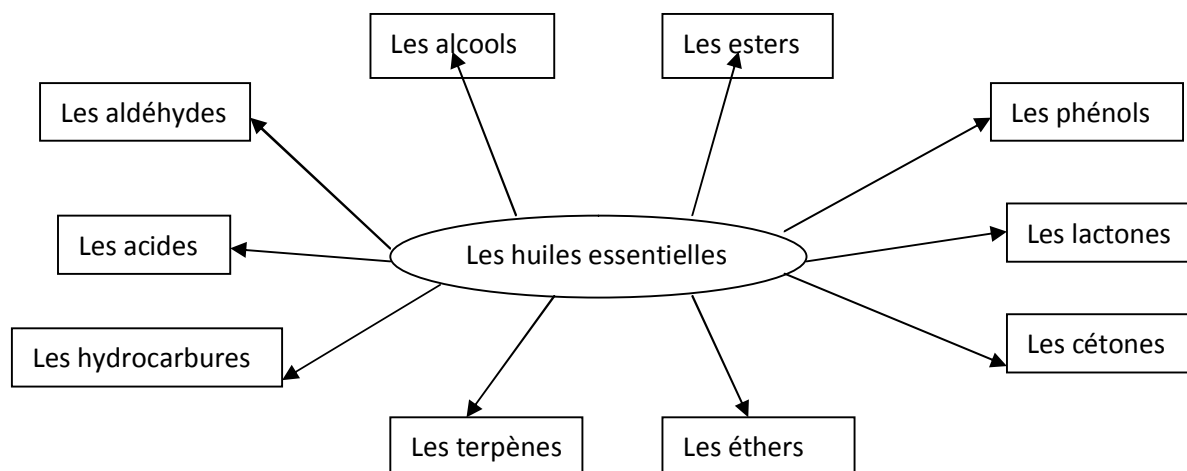 Les alcools
Les esters
Les aldéhydes
Les phénols
Les acides
Les huiles essentielles
Les lactones
Les hydrocarbures
Les cétones
Les terpènes
Les éthers